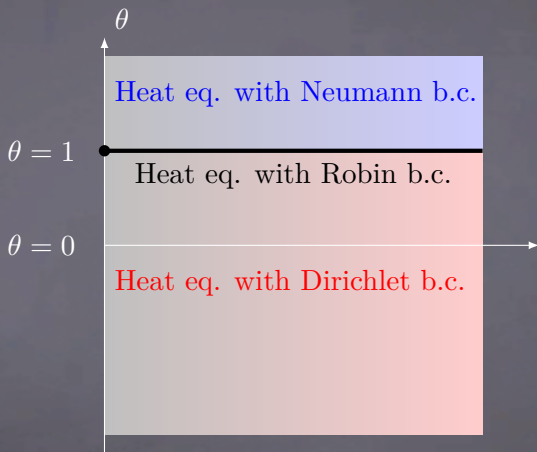 θ
Heat eq. with Neumann b.c.
θ = 1
Heat eq. with Robin b.c.
θ = 0
Heat eq. with Dirichlet b.c.